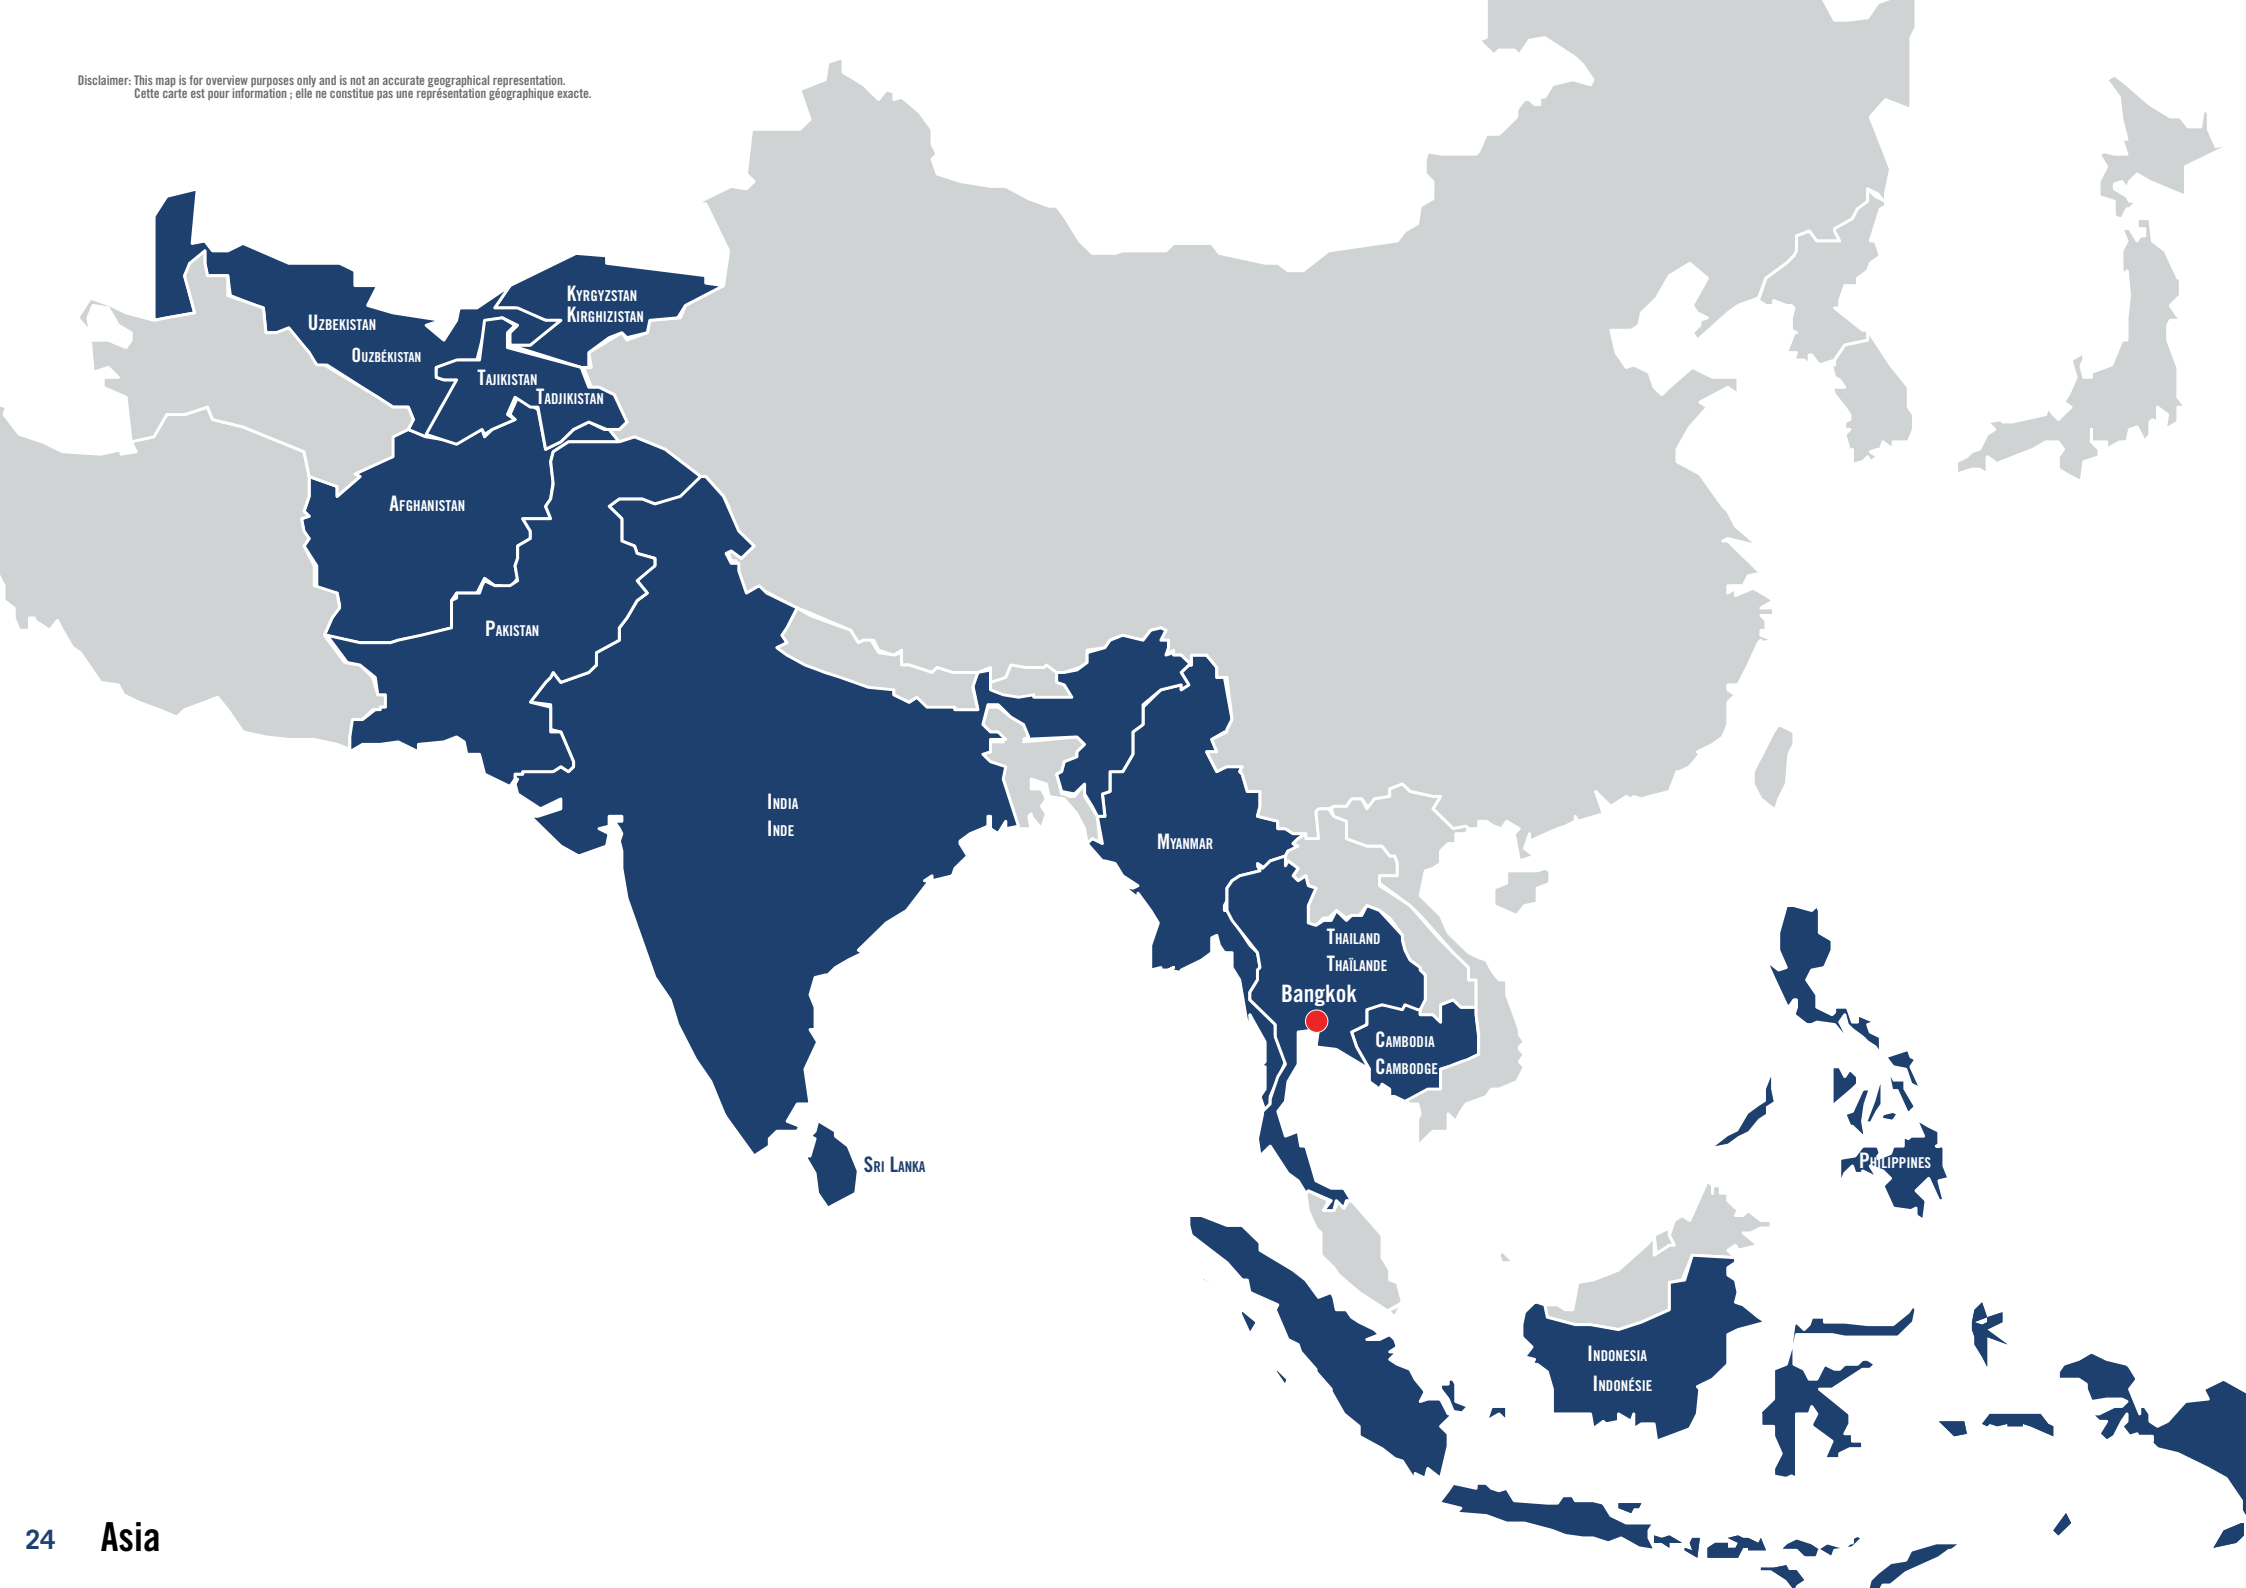 Disclaimer: This map is for overview purposes only and is not an accurate geographical representation.
Cette carte est pour information ; elle ne constitue pas une représentation géographique exacte.
Kyrgyzstan
Kirghizistan
Uzbekistan
Ouzbékistan
Tajikistan
Tadjikistan
Afghanistan
Pakistan
India
Inde
Myanmar
Thailand
Thaïlande
Bangkok
Cambodia
Cambodge
Sri Lanka
Philippines
Indonesia
Indonésie
24 Asia